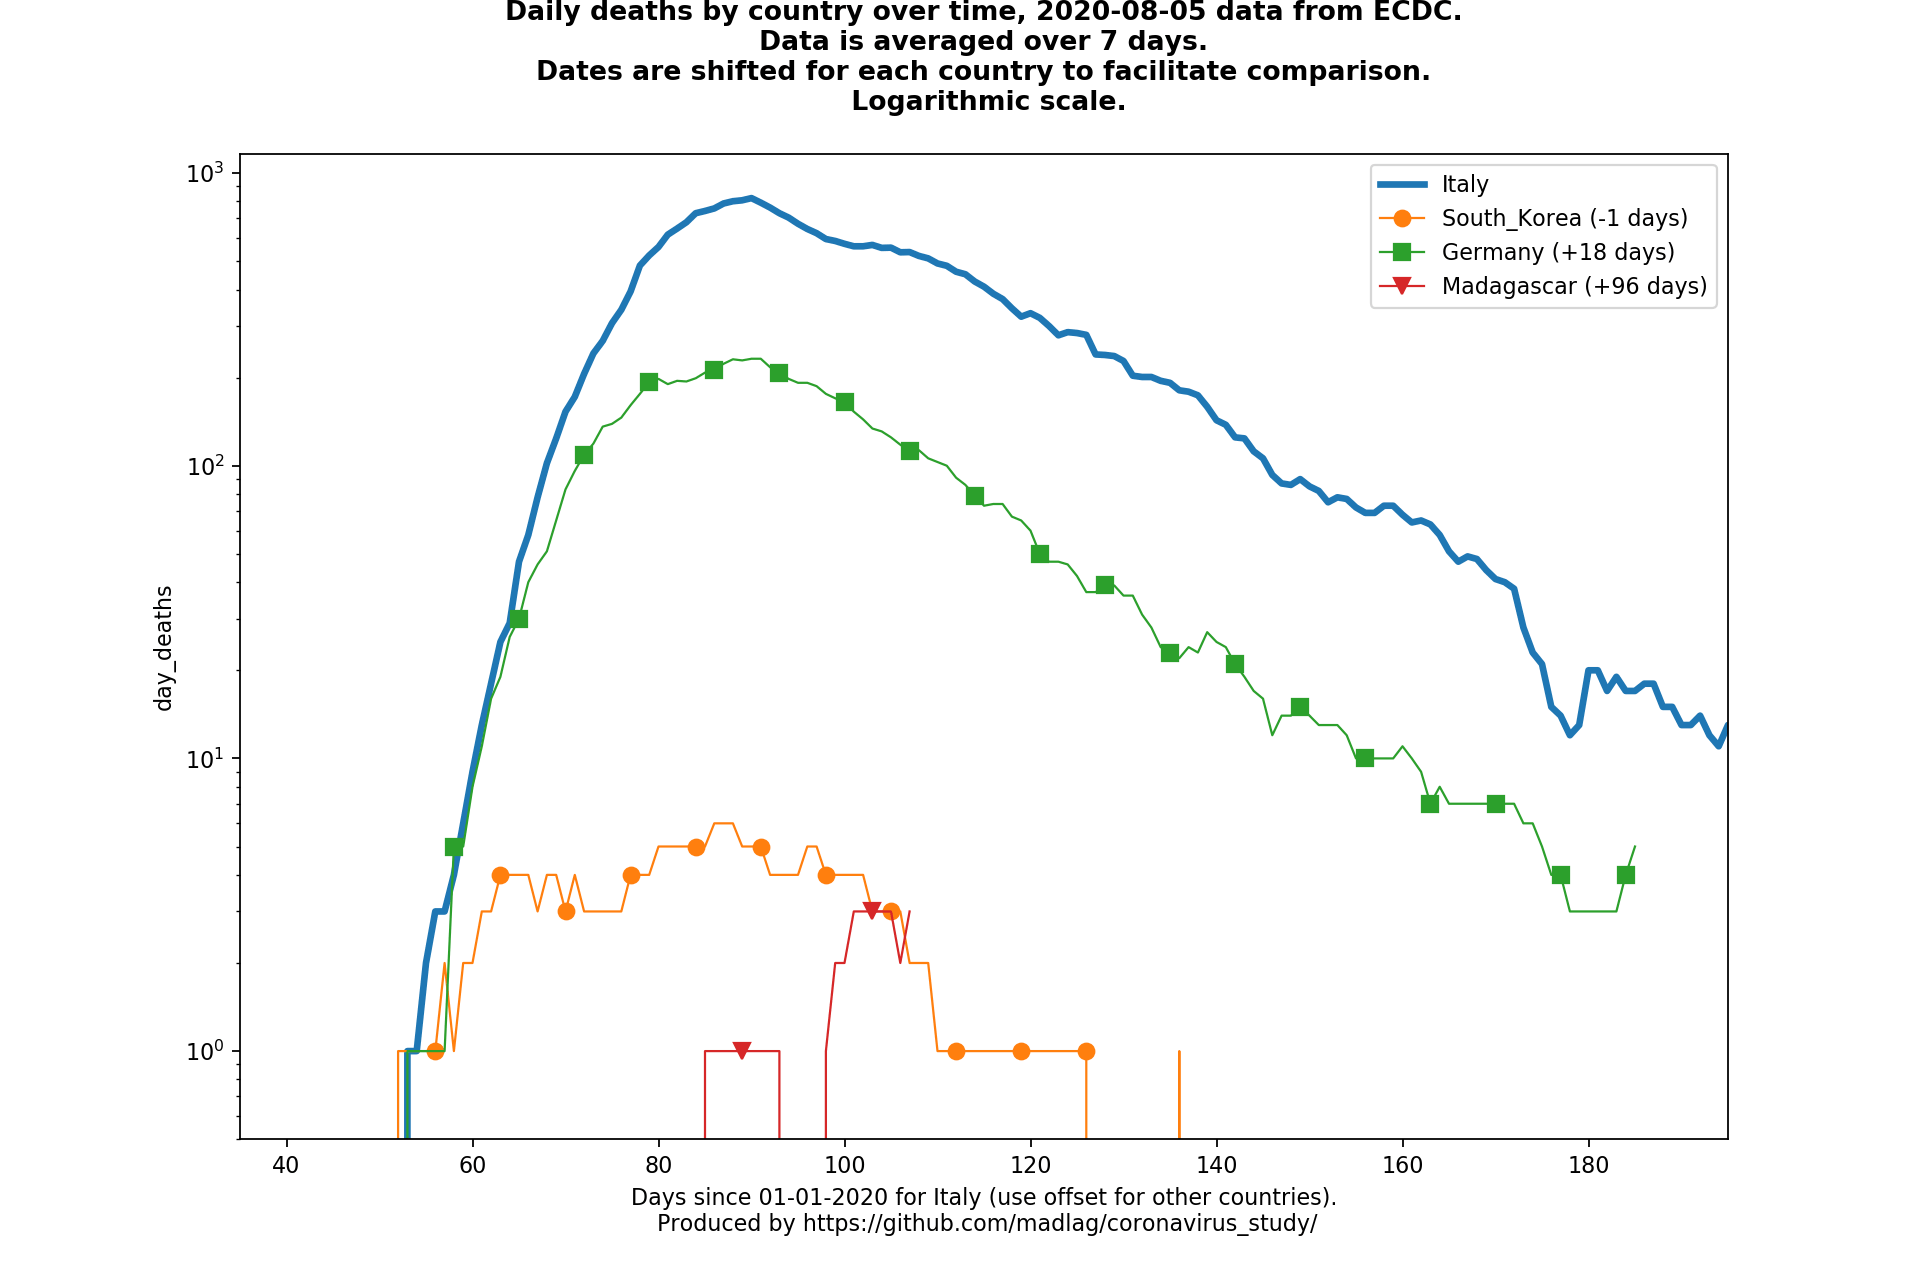 Daily deaths by country over time, 2020-08-05 data from ECDC.
Data is averaged over 7 days.
Dates are shifted for each country to facilitate comparison.
Logarithmic scale.
Italy
South_Korea (-1 days)
Germany (+18 days)
Madagascar (+96 days)
day_deaths
10³
10²
10¹
10⁰
40 60 80 100 120 140 160 180
Days since 01-01-2020 for Italy (use offset for other countries).
Produced by https://github.com/madlag/coronavirus_study/